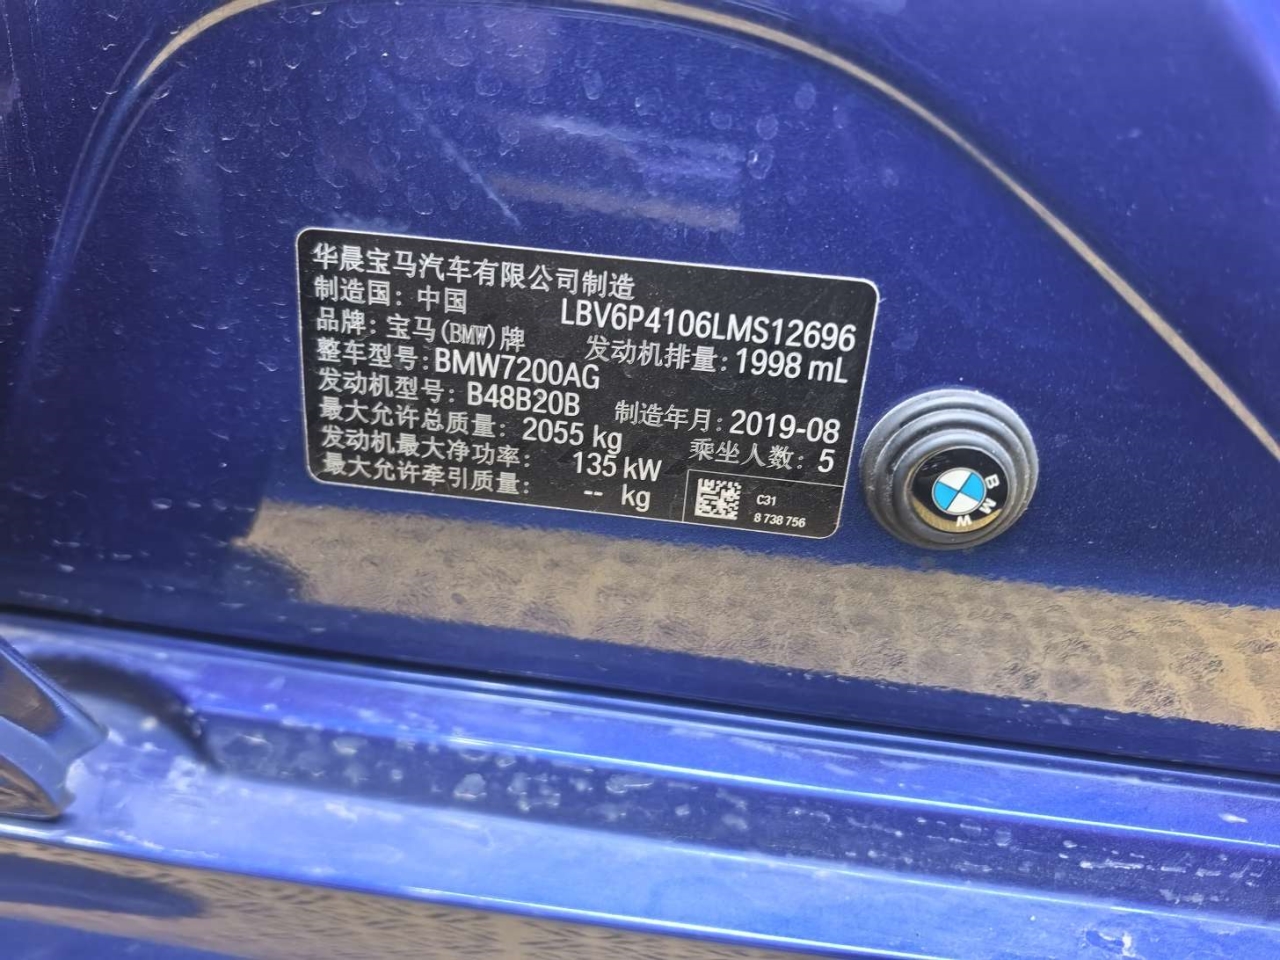 华晨宝马汽车有限公司制造
制造国: 中国 LBV6P4106LMS12696
品牌: 宝马(BMW)牌 发动机排量: 1998 mL
整车型号: BMW7200AG
发动机型号: B48B20B 制造年月: 2019-08
最大允许总质量: 2055 kg 乘坐人数: 5
发动机最大净功率: 135 kW
最大允许牵引质量: -- kg
C31
8 738 756
BMW